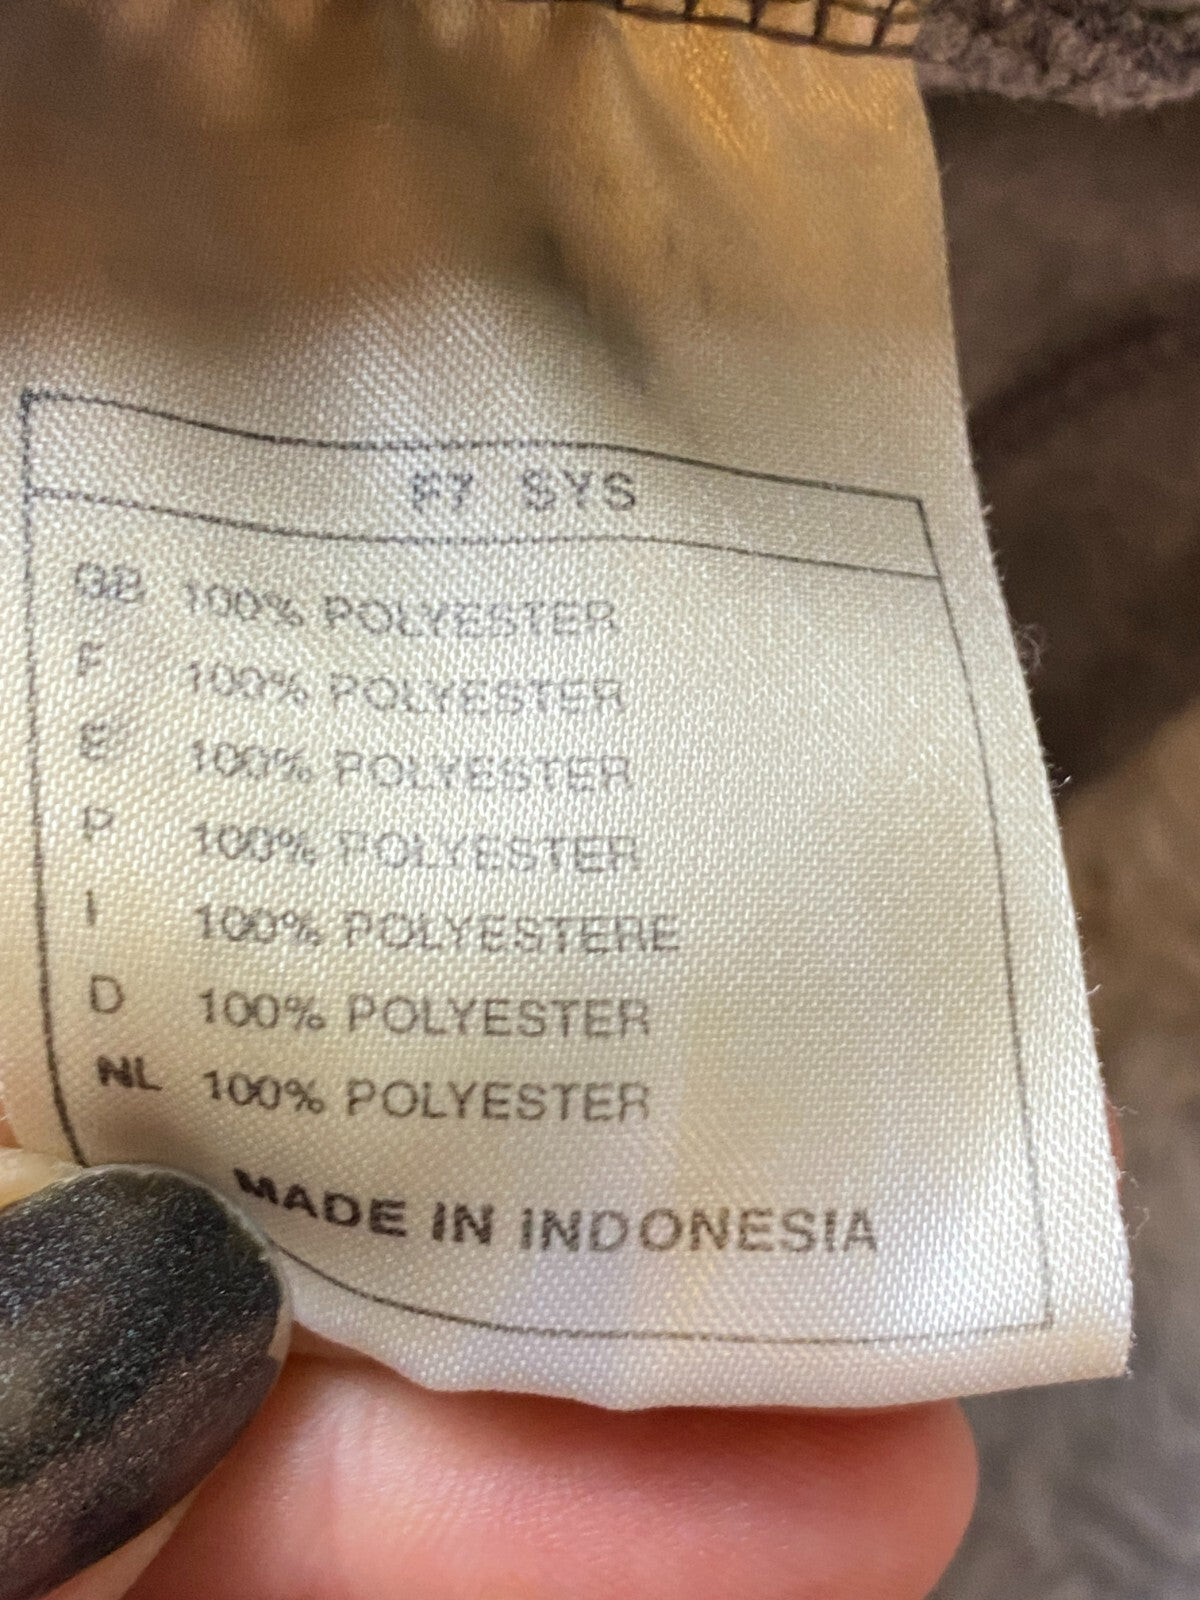 F7 SYS
GB 100% POLYESTER
F 100% POLYESTER
E 100% POLYESTER
P 100% POLYESTER
I 100% POLYESTERE
D 100% POLYESTER
NL 100% POLYESTER
MADE IN INDONESIA